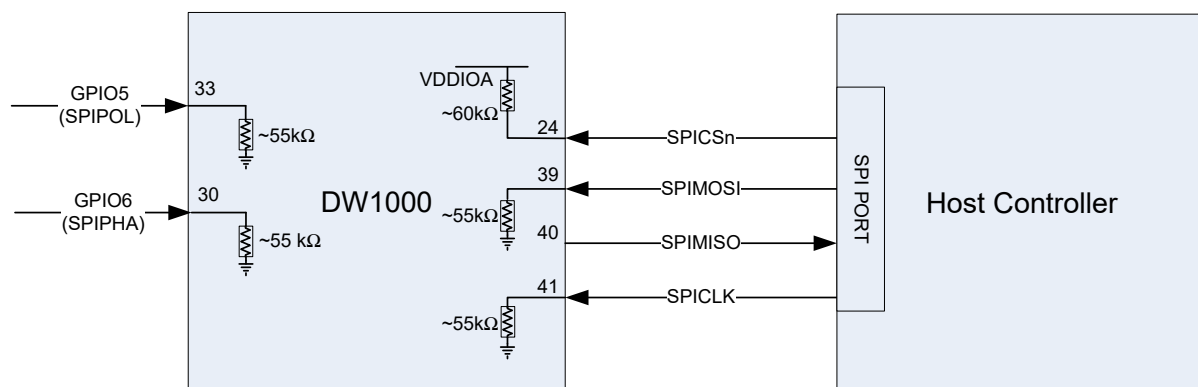 GPIO5
(SPIPOL)
33
~55kΩ
GPIO6
(SPIPHA)
30
~55 kΩ
DW1000
VDDIOA
~60kΩ
24
SPICSn
39
SPIMOSI
~55kΩ
40
SPIMISO
41
SPICLK
~55kΩ
SPI PORT
Host Controller